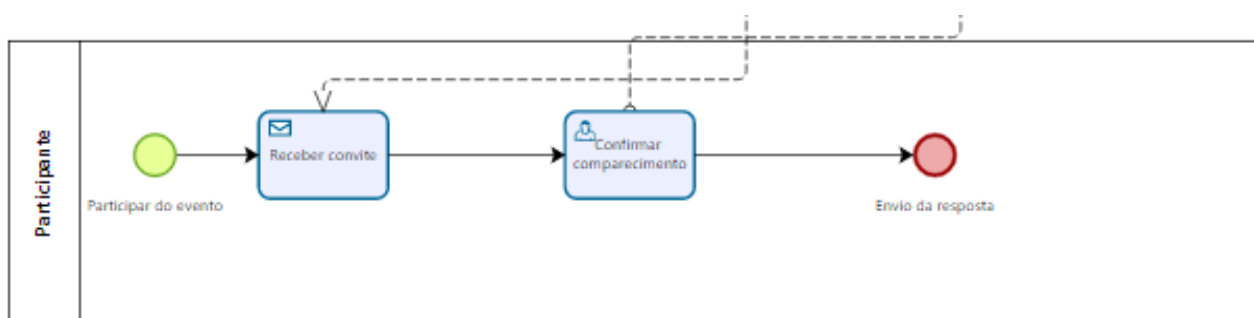 Participante
Participar do evento
Receber convite
Confirmar
comparecimento
Envio da resposta